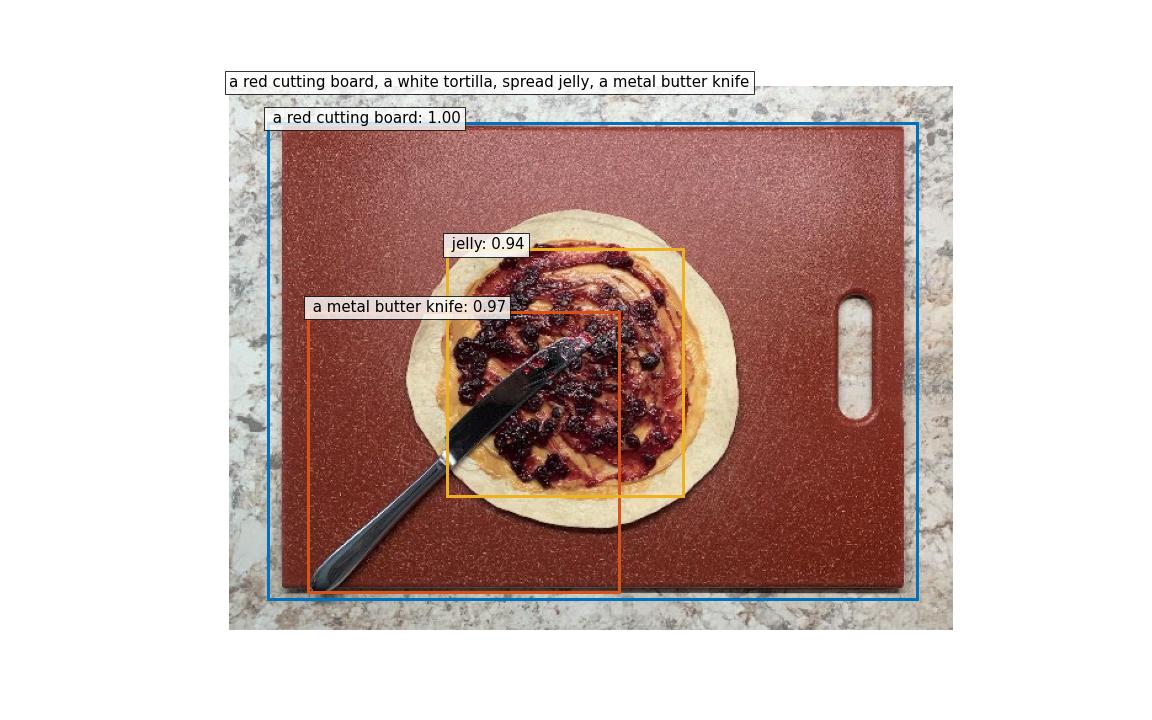 a red cutting board, a white tortilla, spread jelly, a metal butter knife
a red cutting board: 1.00
jelly: 0.94
a metal butter knife: 0.97